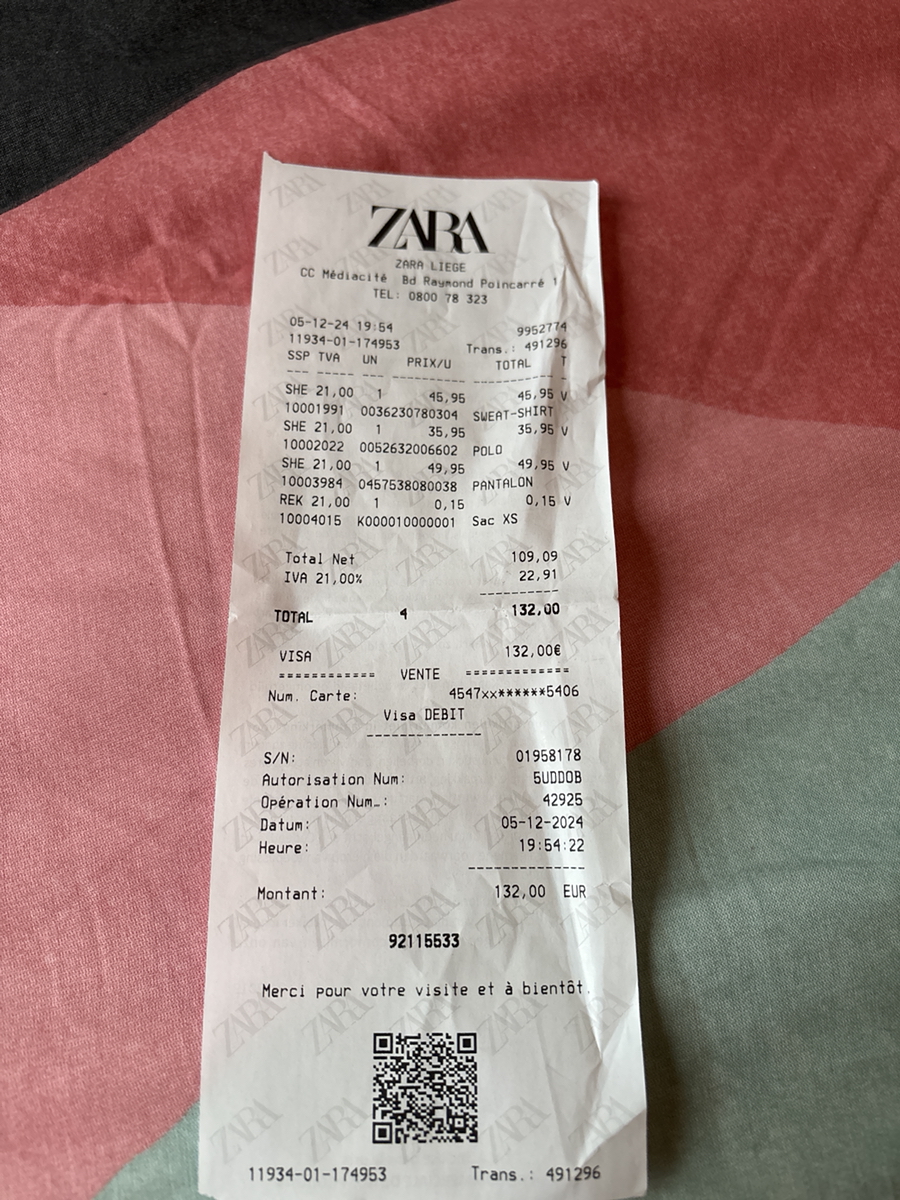 ZARA
ZARA LIEGE
CC Médiacité Bd Raymond Poincarré 1
TEL: 0800 78 323
05-12-24 19:54 9952774
11934-01-174953 Trans.: 491296
SSP TVA UN PRIX/U TOTAL T
--- ----- --- ---------- ---------- -
SHE 21,00 1 45,95 45,95 V
10001991 0036230780304 SWEAT-SHIRT
SHE 21,00 1 35,95 35,95 V
10002022 0052632006602 POLO
SHE 21,00 1 49,95 49,95 V
10003984 0457538080038 PANTALON
REK 21,00 1 0,15 0,15 V
10004015 K000010000001 Sac XS
Total Net 109,09
IVA 21,00% 22,91
----------
TOTAL 4 132,00
VISA 132,00€
============ VENTE =============
Num. Carte: 4547xx******5406
Visa DEBIT
-------------
S/N: 01958178
Autorisation Num: 5UDDOB
Opération Num.: 42925
Datum: 05-12-2024
Heure: 19:54:22
-------------
Montant: 132,00 EUR
92115533
Merci pour votre visite et à bientôt.
11934-01-174953 Trans.: 491296